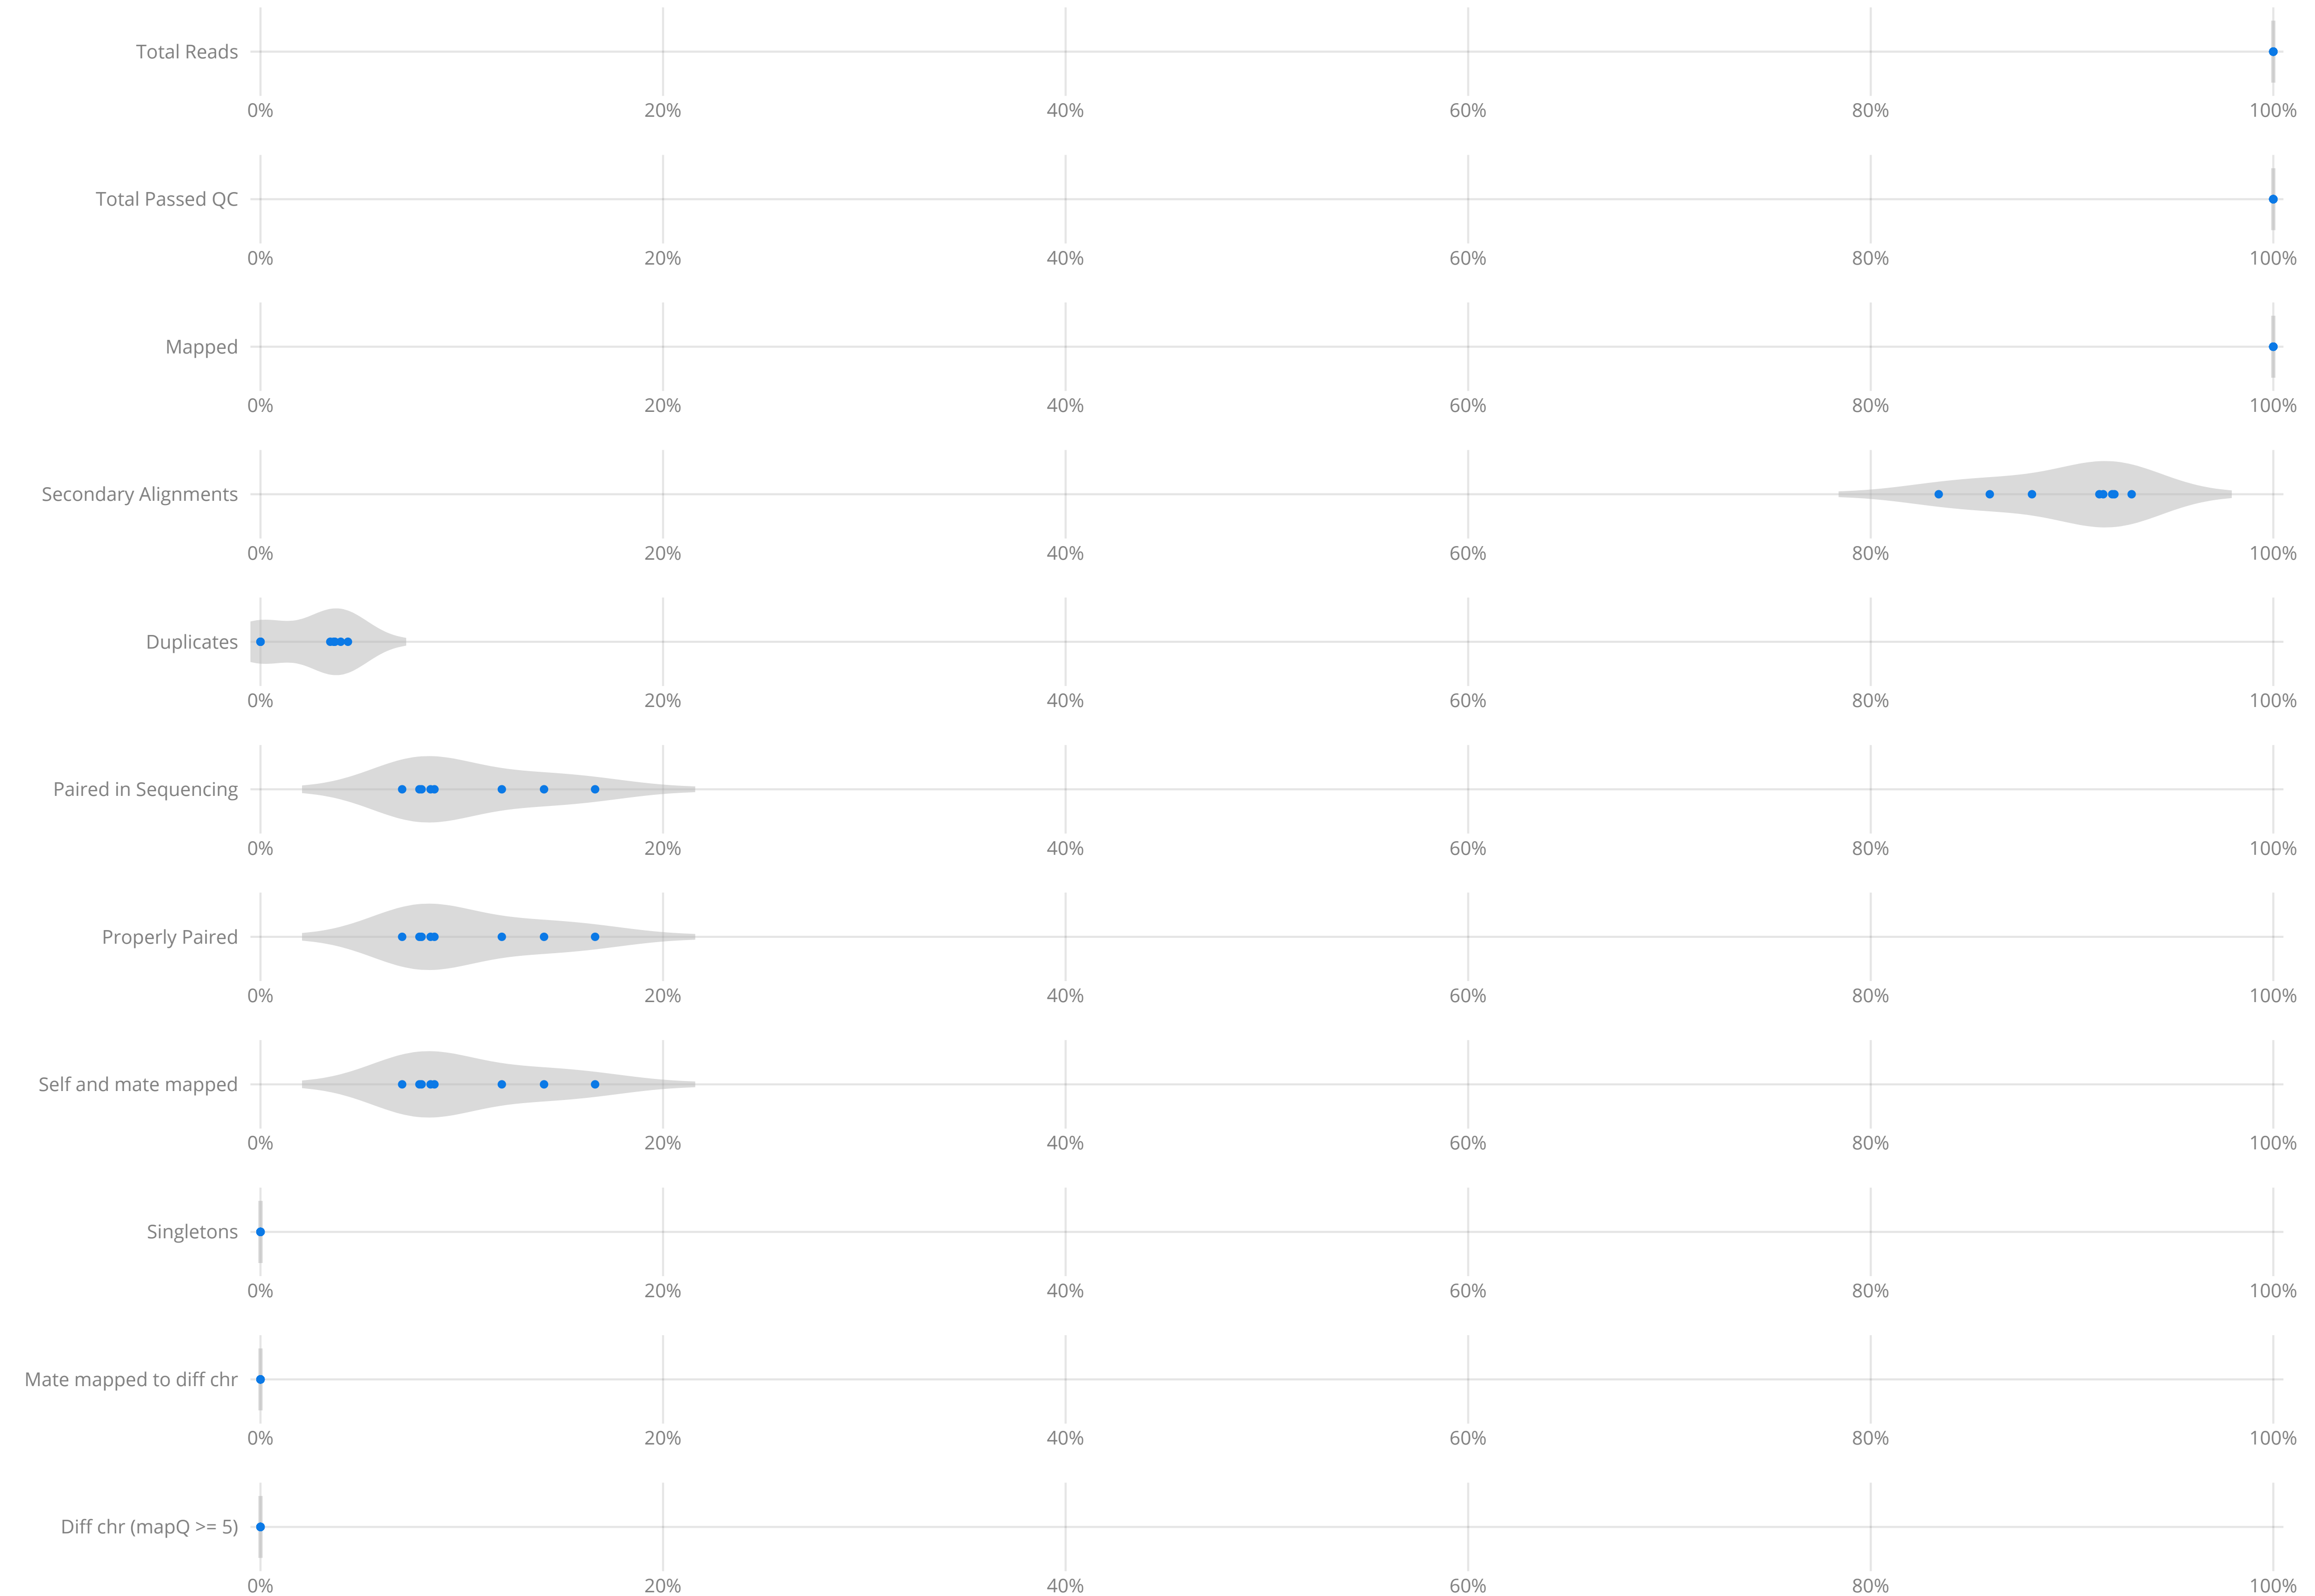 Total Reads
0% 20% 40% 60% 80% 100%
Total Passed QC
0% 20% 40% 60% 80% 100%
Mapped
0% 20% 40% 60% 80% 100%
Secondary Alignments
0% 20% 40% 60% 80% 100%
Duplicates
0% 20% 40% 60% 80% 100%
Paired in Sequencing
0% 20% 40% 60% 80% 100%
Properly Paired
0% 20% 40% 60% 80% 100%
Self and mate mapped
0% 20% 40% 60% 80% 100%
Singletons
0% 20% 40% 60% 80% 100%
Mate mapped to diff chr
0% 20% 40% 60% 80% 100%
Diff chr (mapQ >= 5)
0% 20% 40% 60% 80% 100%